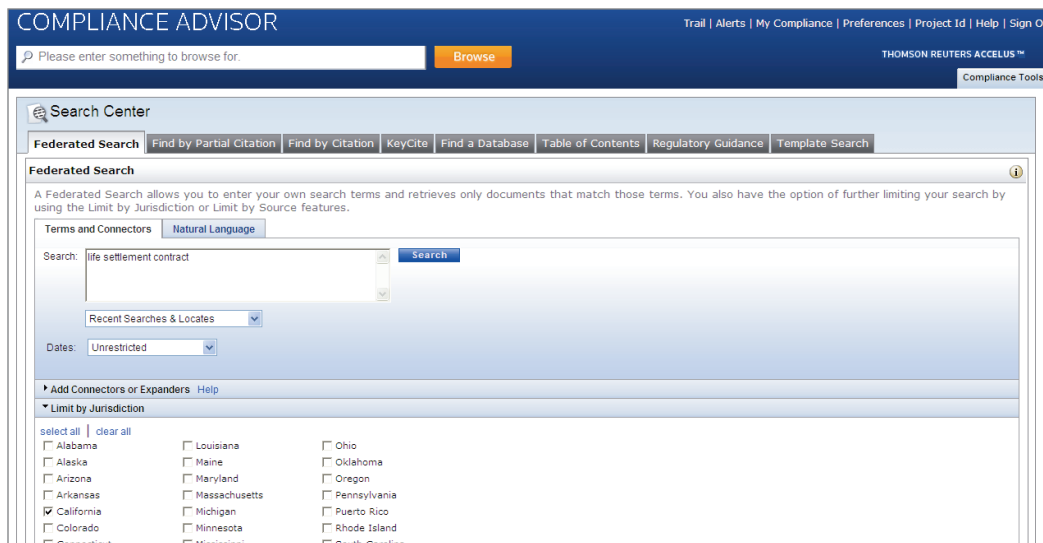 COMPLIANCE ADVISOR
Trail | Alerts | My Compliance | Preferences | Project Id | Help | Sign O
Please enter something to browse for.
Browse
THOMSON REUTERS ACCELUS™
Compliance Tools
Search Center
Federated Search Find by Partial Citation Find by Citation KeyCite Find a Database Table of Contents Regulatory Guidance Template Search
Federated Search
A Federated Search allows you to enter your own search terms and retrieves only documents that match those terms. You also have the option of further limiting your search by
using the Limit by Jurisdiction or Limit by Source features.
Terms and Connectors Natural Language
Search: life settlement contract Search
Recent Searches & Locates
Dates: Unrestricted
Add Connectors or Expanders Help
Limit by Jurisdiction
select all | clear all
Alabama Louisiana Ohio
Alaska Maine Oklahoma
Arizona Maryland Oregon
Arkansas Massachusetts Pennsylvania
California Michigan Puerto Rico
Colorado Minnesota Rhode Island